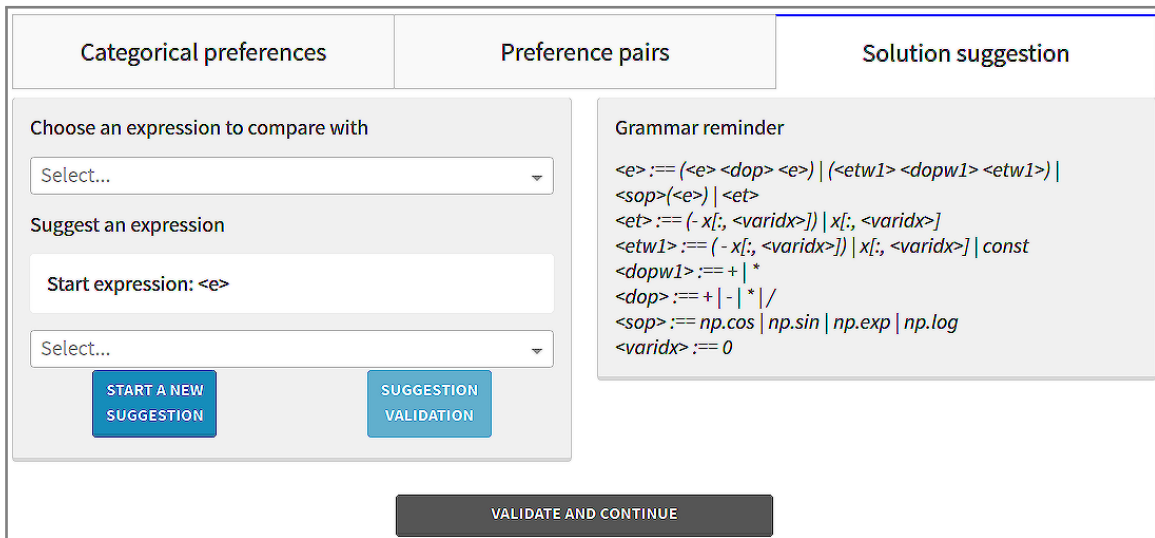 Categorical preferences
Preference pairs
Solution suggestion
Choose an expression to compare with
Select...
Suggest an expression
Start expression: <e>
Select...
START A NEW
SUGGESTION
SUGGESTION
VALIDATION
Grammar reminder
<e> :== (<e> <dop> <e>) | (<etw1> <dopw1> <etw1>) |
<sop>(<e>) | <et>
<et> :== (- x[:, <varidx>]) | x[:, <varidx>]
<etw1> :== ( - x[:, <varidx>]) | x[:, <varidx>] | const
<dopw1> :== + | *
<dop> :== + | - | * | /
<sop> :== np.cos | np.sin | np.exp | np.log
<varidx> :== 0
VALIDATE AND CONTINUE